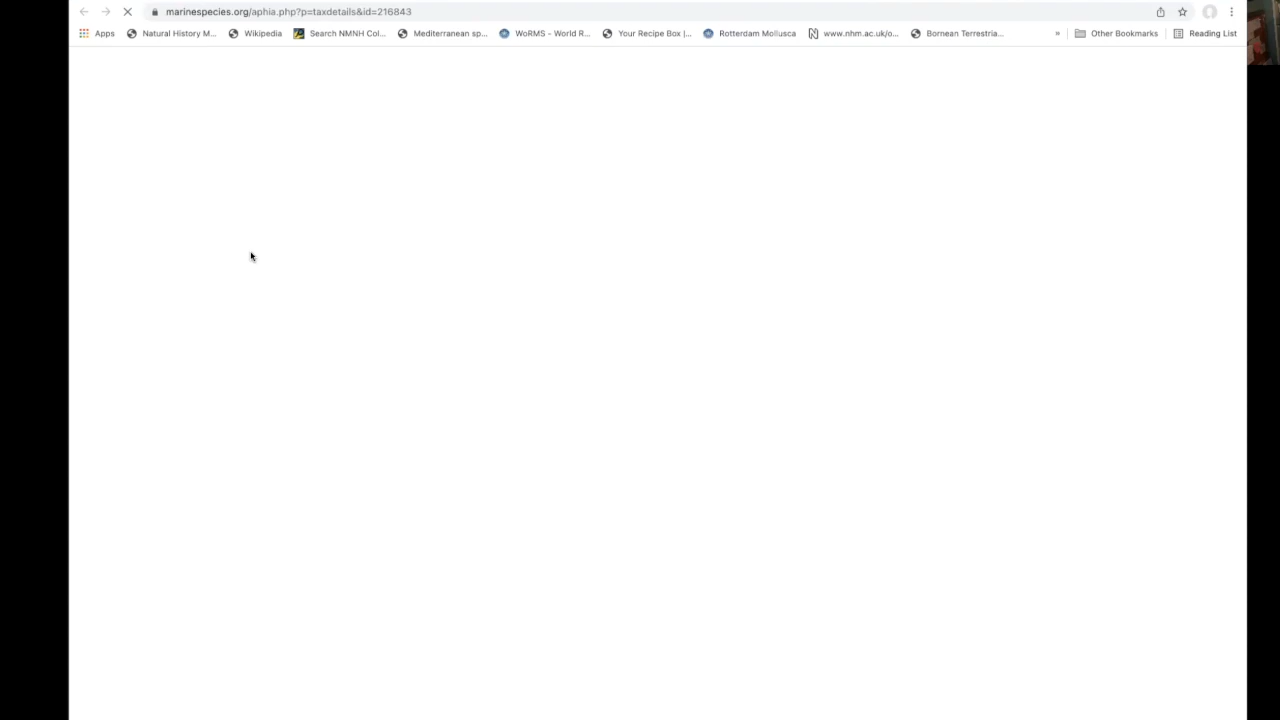 marinespecies.org/aphia.php?p=taxdetails&id=216843
Apps Natural History M... Wikipedia Search NMNH Col... Mediterranean sp... WoRMS - World R... Your Recipe Box |... Rotterdam Mollusca www.nhm.ac.uk/o... Bornean Terrestria... » Other Bookmarks Reading List